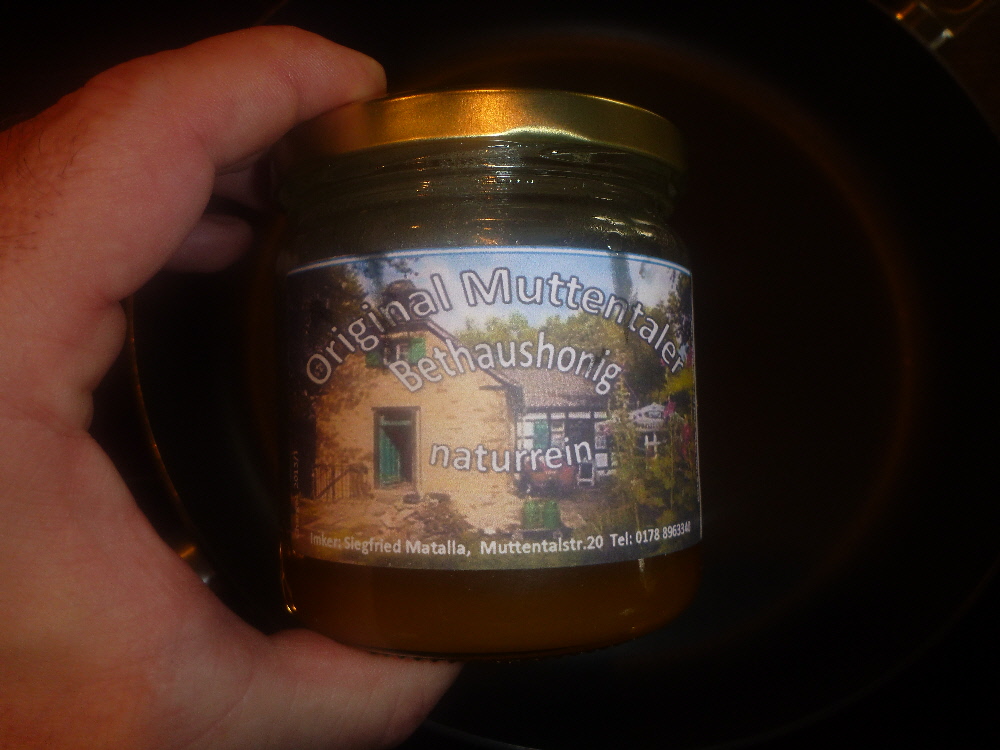 Original Muttentaler
Bethaushonig
naturrein
Imker: Siegfried Matalla, Muttentalstr.20 Tel: 0178 8963340